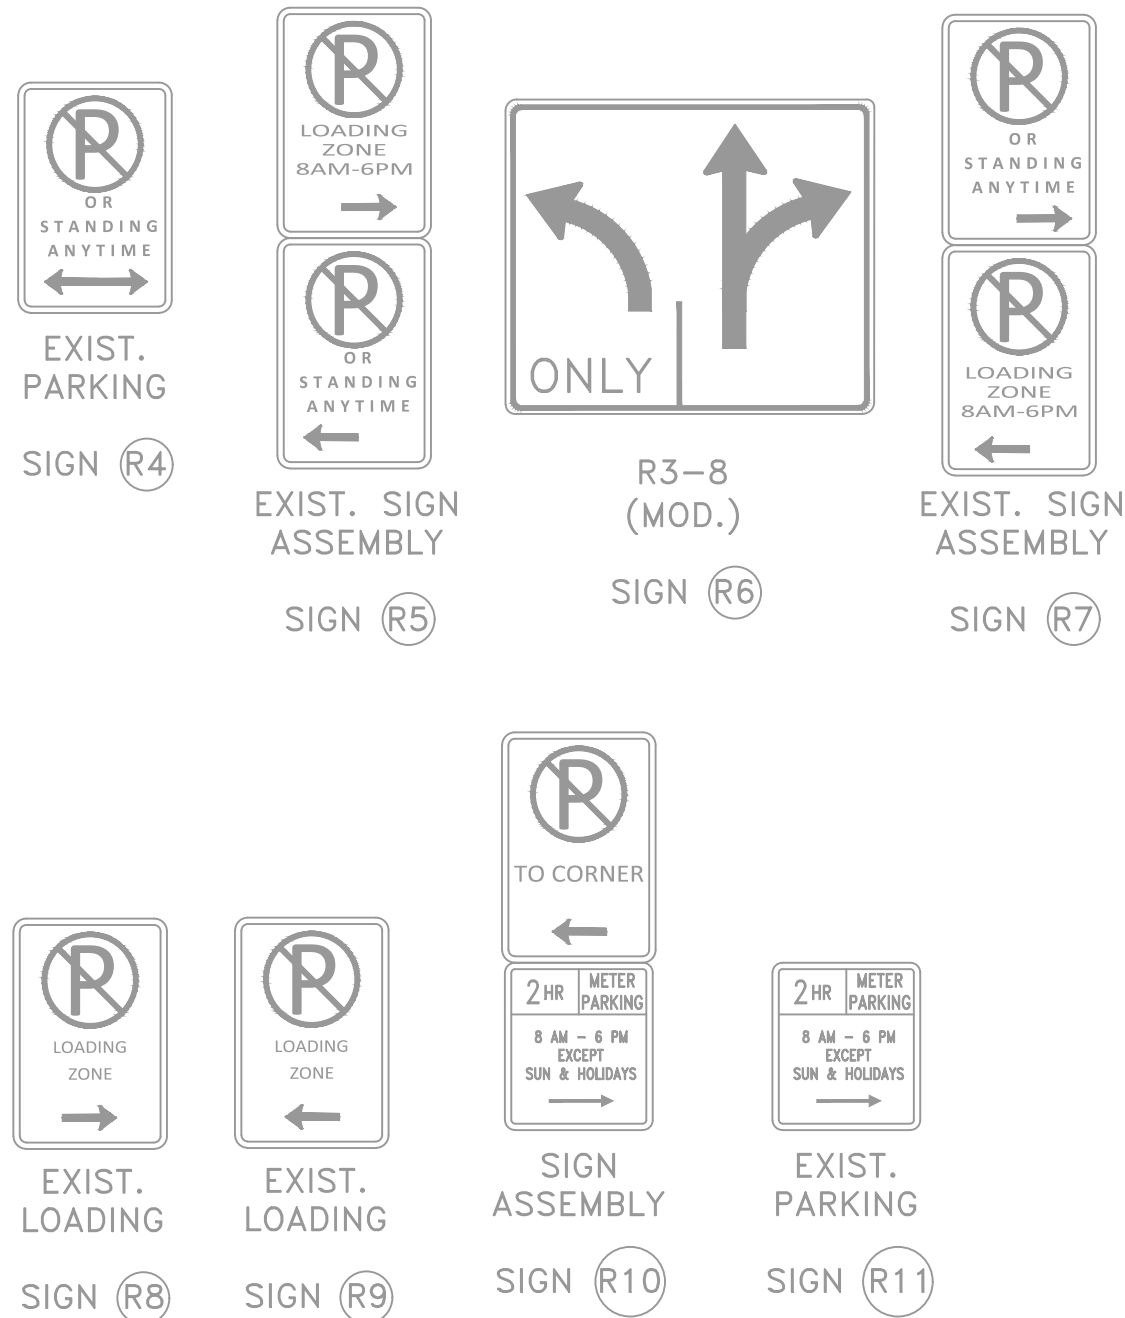 P
OR
STANDING
ANYTIME
EXIST.
PARKING
SIGN R4
P
LOADING
ZONE
8AM-6PM
P
OR
STANDING
ANYTIME
EXIST. SIGN
ASSEMBLY
SIGN R5
ONLY
R3-8
(MOD.)
SIGN R6
P
OR
STANDING
ANYTIME
P
LOADING
ZONE
8AM-6PM
EXIST. SIGN
ASSEMBLY
SIGN R7
P
LOADING
ZONE
EXIST.
LOADING
SIGN R8
P
LOADING
ZONE
EXIST.
LOADING
SIGN R9
P
TO CORNER
2 HR
METER
PARKING
8 AM - 6 PM
EXCEPT
SUN & HOLIDAYS
SIGN
ASSEMBLY
SIGN R10
2 HR
METER
PARKING
8 AM - 6 PM
EXCEPT
SUN & HOLIDAYS
EXIST.
PARKING
SIGN R11